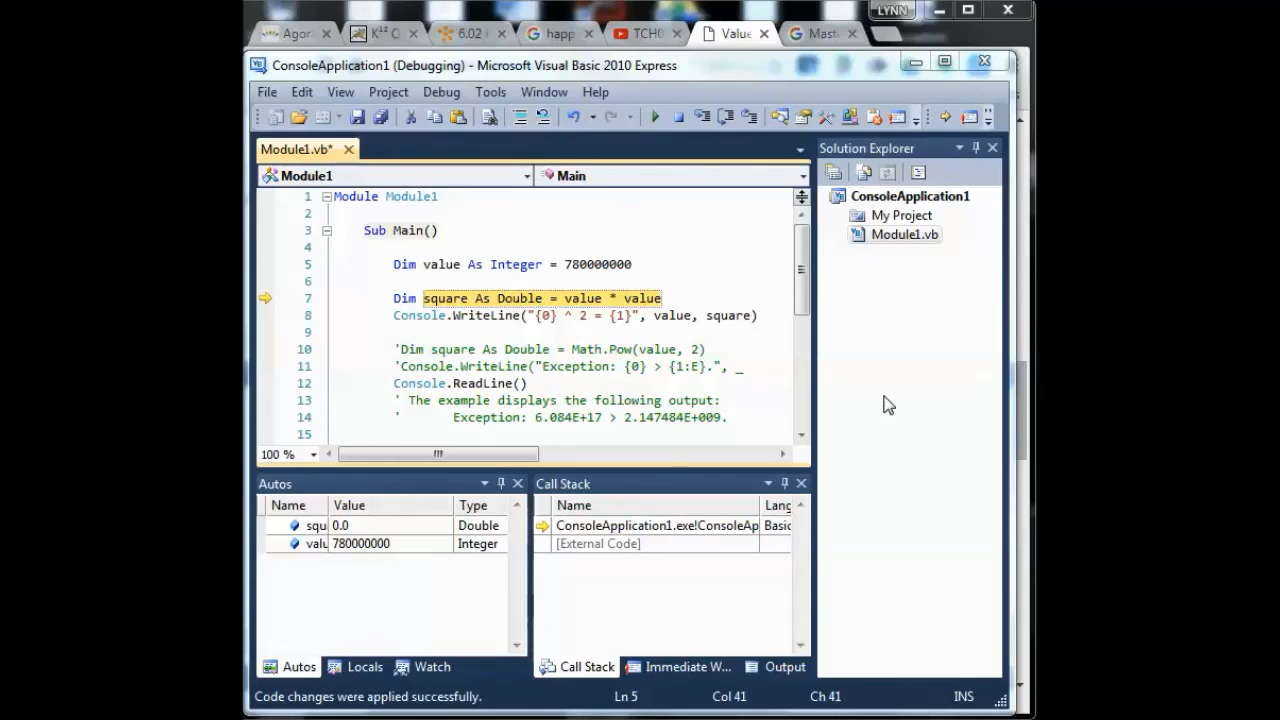 LYNN
Agor K12 O 6.02 happ TCH0 Value Mast
ConsoleApplication1 (Debugging) - Microsoft Visual Basic 2010 Express
File Edit View Project Debug Tools Window Help
Module1.vb*
Solution Explorer
Module1 Main
ConsoleApplication1
My Project
Module1.vb
1 Module Module1
2
3 Sub Main()
4
5 Dim value As Integer = 780000000
6
7 Dim square As Double = value * value
8 Console.WriteLine("{0} ^ 2 = {1}", value, square)
9
10 'Dim square As Double = Math.Pow(value, 2)
11 'Console.WriteLine("Exception: {0} > {1:E}.", _
12 Console.ReadLine()
13 ' The example displays the following output:
14 ' Exception: 6.084E+17 > 2.147484E+009.
15
100 %
Autos
Name Value Type
squ 0.0 Double
valu 780000000 Integer
Call Stack
Name Lang
ConsoleApplication1.exe!ConsoleAp Basic
[External Code]
Autos Locals Watch
Call Stack Immediate W... Output
Code changes were applied successfully. Ln 5 Col 41 Ch 41 INS